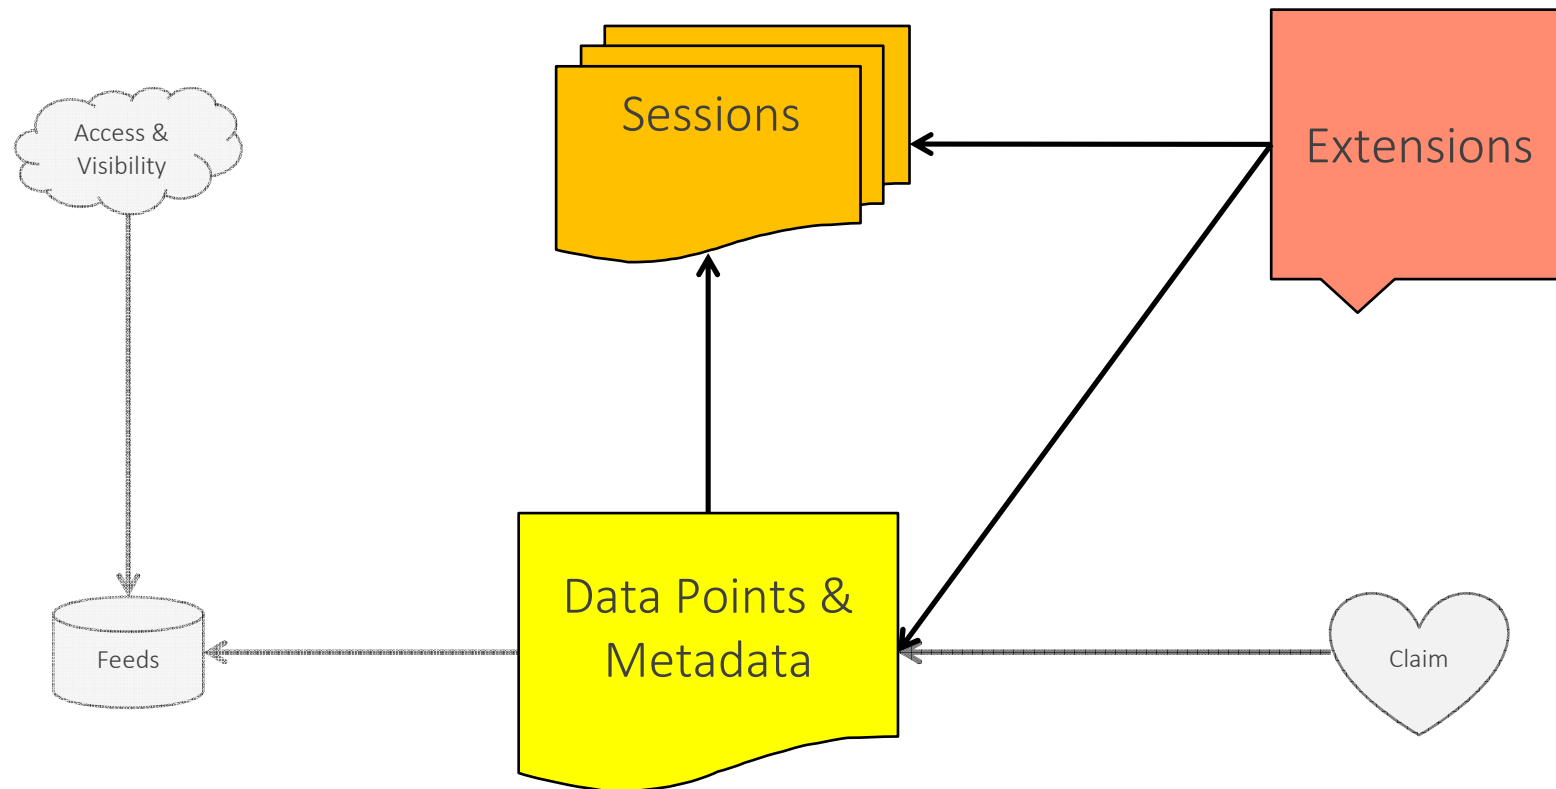 Sessions
Extensions
Access &
Visibility
Data Points &
Metadata
Feeds
Claim